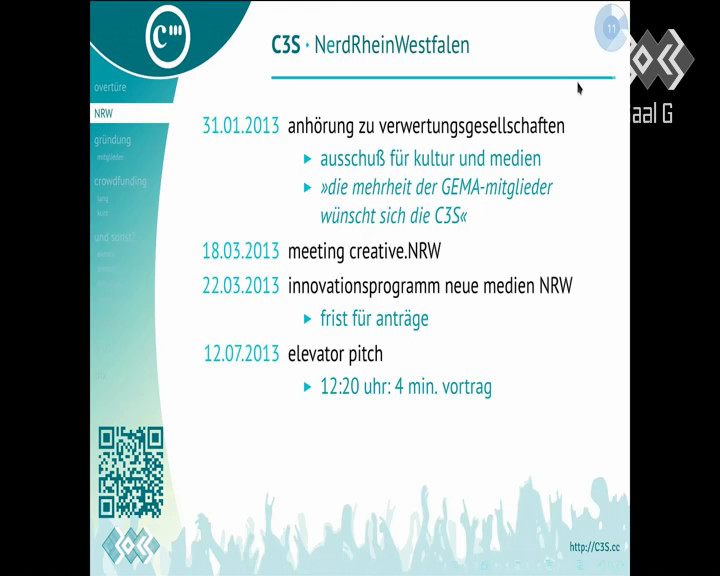 C3S · NerdRheinWestfalen
11
aal G
overtüre
NRW
gründung
mitglieder
crowdfunding
lang
kurz
und sonst?
31.01.2013 anhörung zu verwertungsgesellschaften
ausschuß für kultur und medien
»die mehrheit der GEMA-mitglieder
wünscht sich die C3S«
18.03.2013 meeting creative.NRW
22.03.2013 innovationsprogramm neue medien NRW
frist für anträge
12.07.2013 elevator pitch
12:20 uhr: 4 min. vortrag
http://C3S.cc